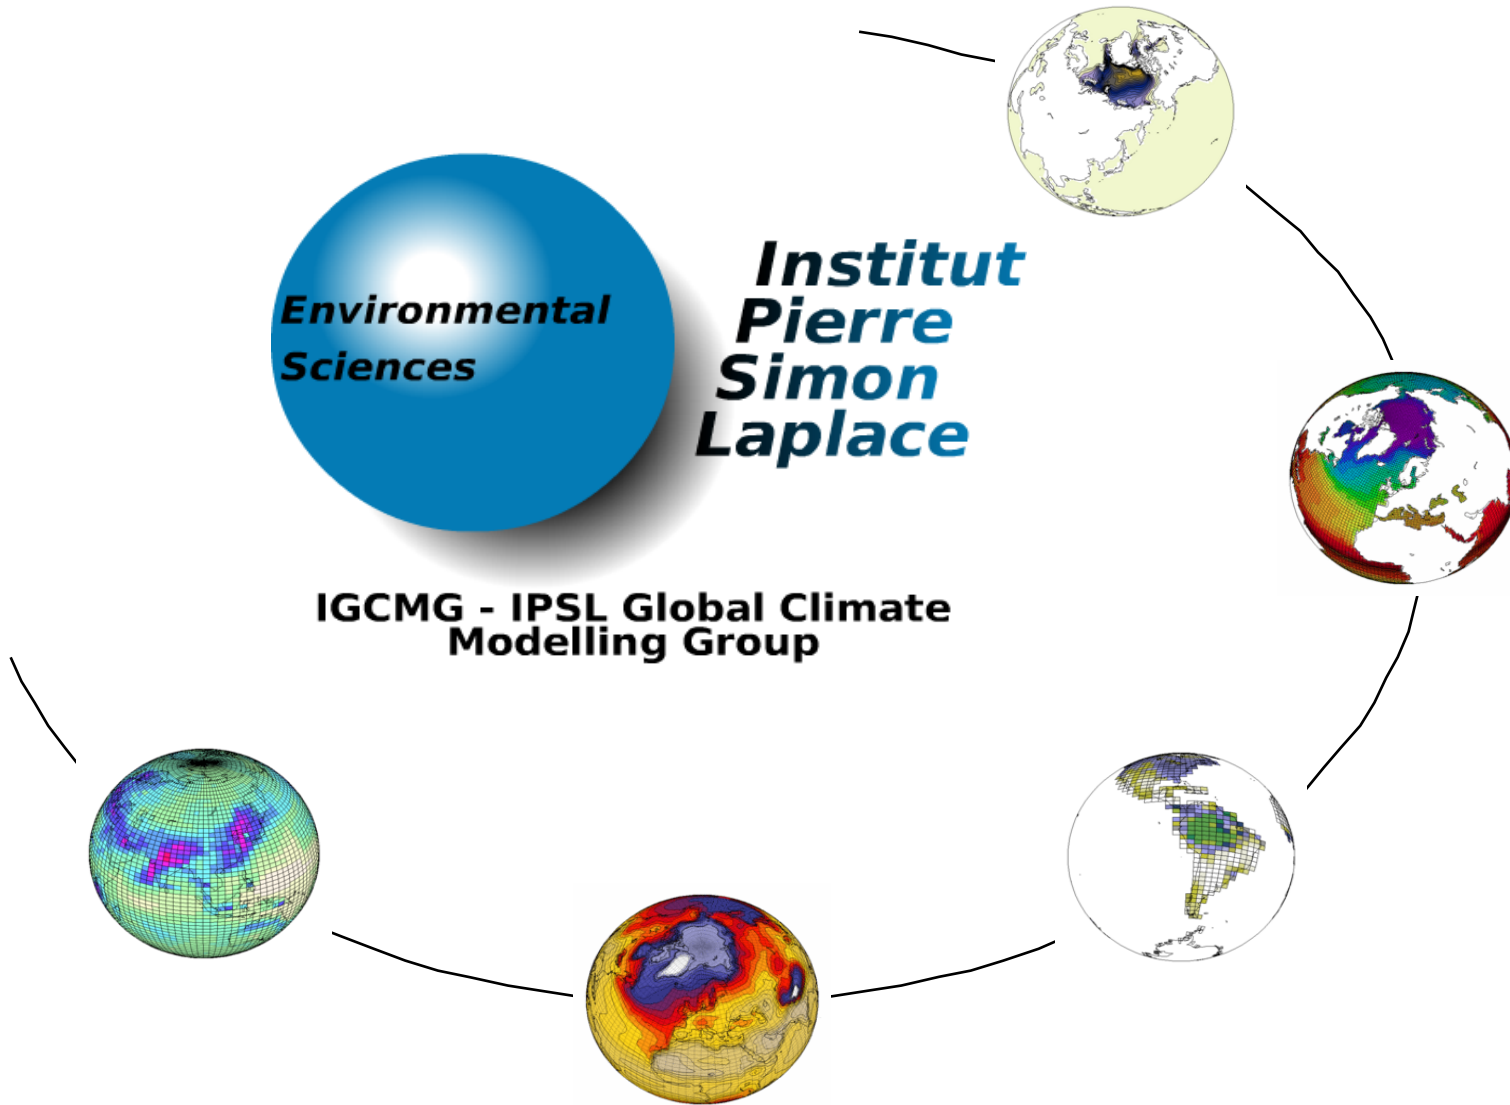 Environmental
Sciences
Institut
Pierre
Simon
Laplace
IGCMG - IPSL Global Climate
Modelling Group